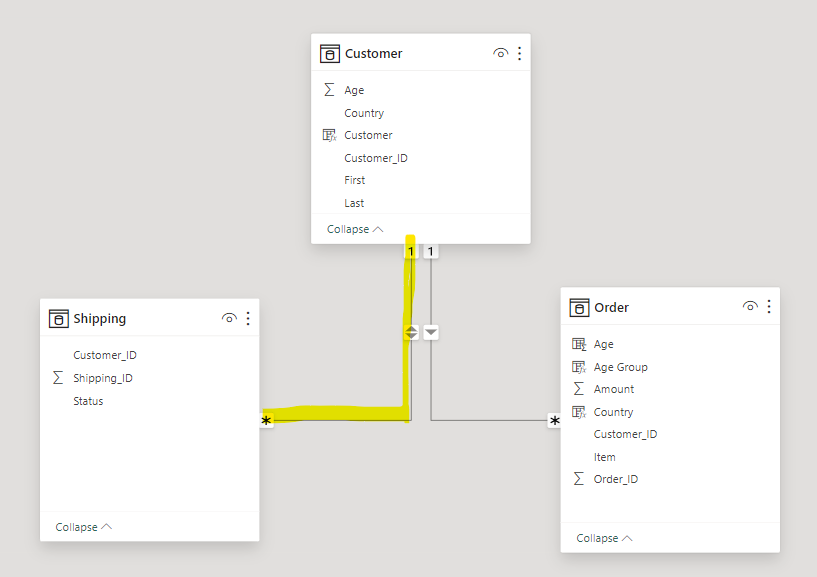 Customer
Age
Country
Customer
Customer_ID
First
Last
Collapse
1 1
Shipping
Customer_ID
Shipping_ID
Status
Collapse
*
Order
Age
Age Group
Amount
Country
Customer_ID
Item
Order_ID
Collapse
*